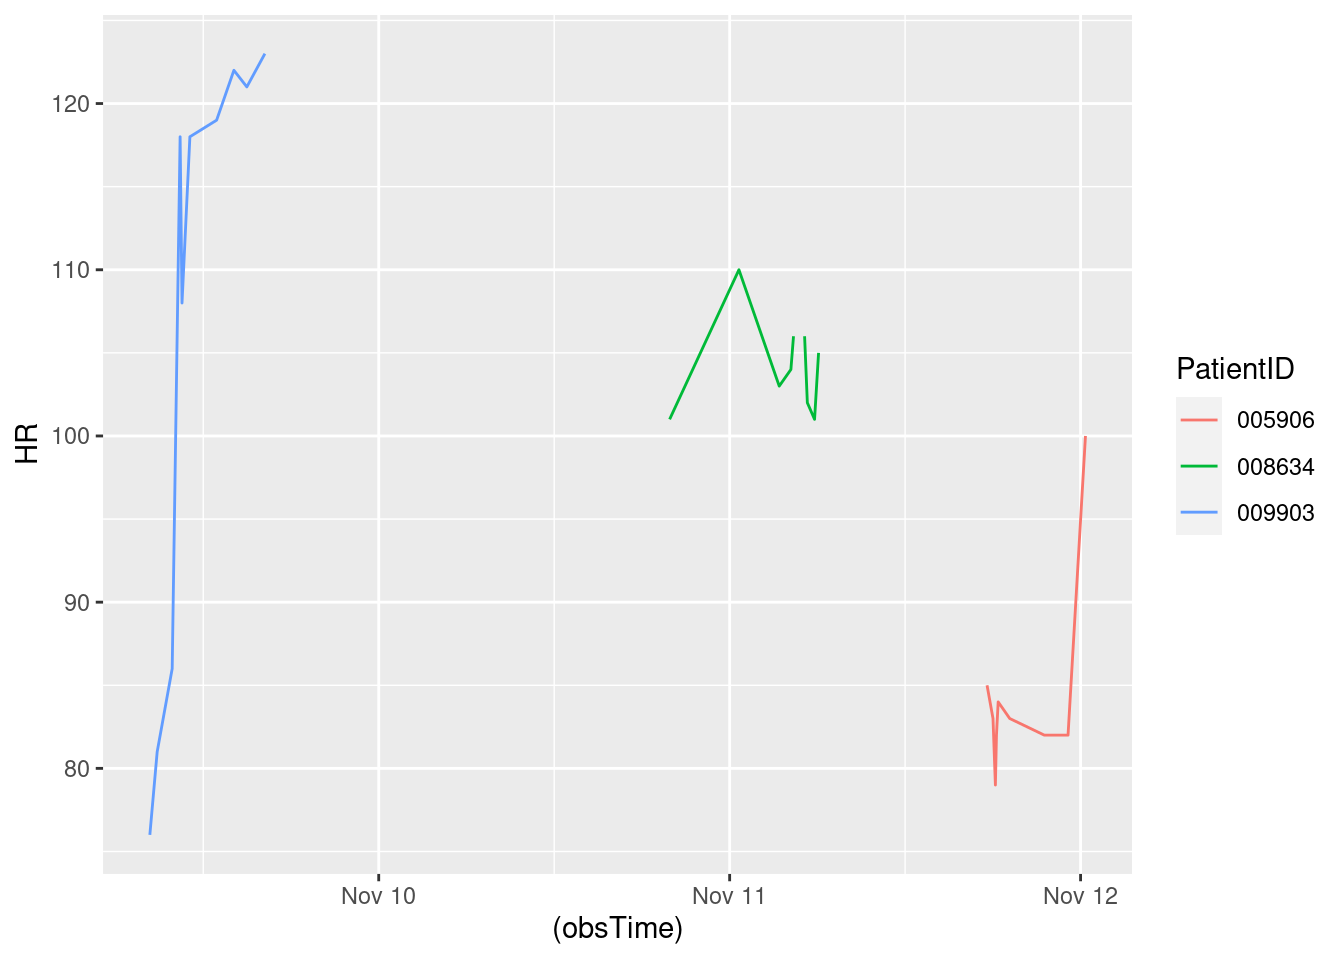 HR
120
110
100
90
80
Nov 10
Nov 11
Nov 12
(obsTime)
PatientID
005906
008634
009903